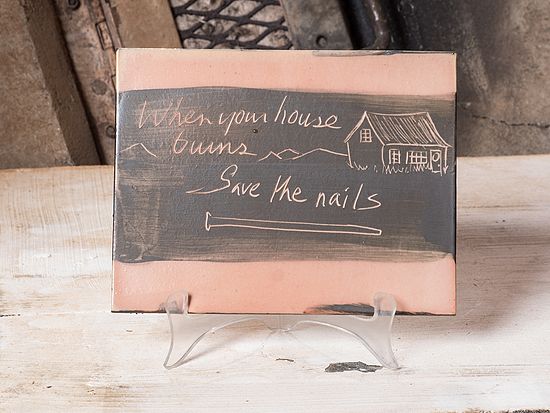 When your house
burns
Save the nails